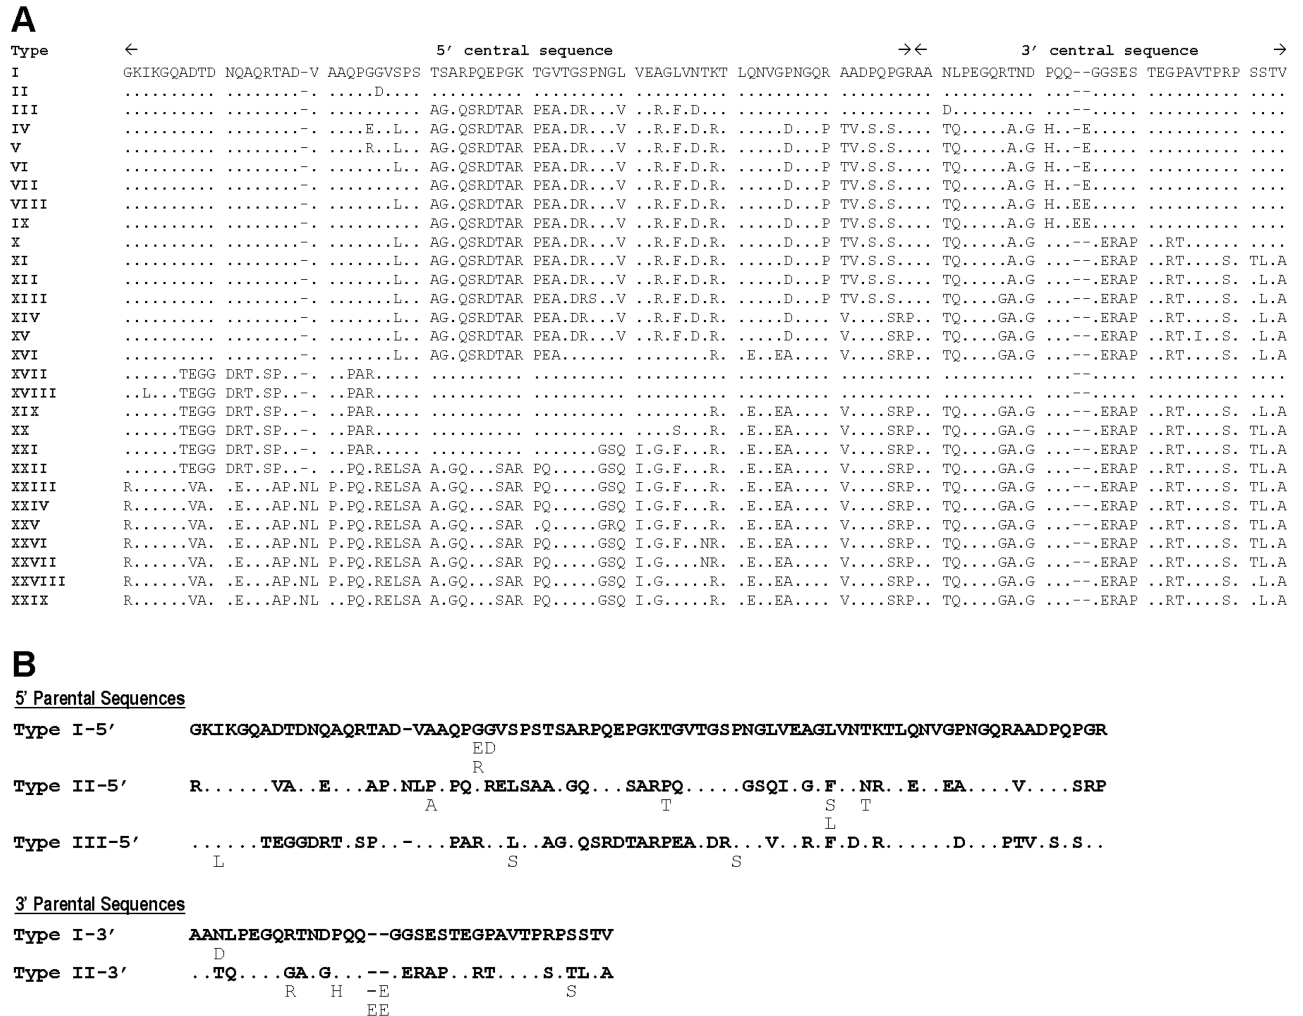 A
Type ← 5′ central sequence →← 3′ central sequence →
I GKIKGQADTD NQAQRTAD-V AAQPGGVSPS TSARPQEPGK TGVTGSPNGL VEAGLVNTKT LQNVGPNGQR AADPQPGRAA NLPEGQRTND PQQ--GGSES TEGPAVTPRP SSTV
II .......... ........-. .....D.... .......... .......... .......... .......... .......... .......... ...--..... .......... ....
III .......... ........-. .......... AG.QSRDTAR PEA.DR...V ..R.F.D... .......... .......... D......... ...--..... .......... ....
IV .......... ........-. ....E..L.. AG.QSRDTAR PEA.DR...V ..R.F.D.R. .....D...P TV.S.S.... TQ.....A.G H..-E..... .......... ....
V .......... ........-. ....R..L.. AG.QSRDTAR PEA.DR...V ..R.F.D.R. .....D...P TV.S.S.... TQ.....A.G H..-E..... .......... ....
VI .......... ........-. .......L.. AG.QSRDTAR PEA.DR...V ..R.F.D.R. .....D...P TV.S.S.... TQ.....A.G H..-E..... .......... ....
VII .......... ........-. .......... AG.QSRDTAR PEA.DR...V ..R.F.D.R. .....D...P TV.S.S.... TQ.....A.G H..-E..... .......... ....
VIII .......... ........-. .......L.. AG.QSRDTAR PEA.DR...V ..R.F.D.R. .....D...P TV.S.S.... TQ.....A.G H..EE..... .......... ....
IX .......... ........-. .......... AG.QSRDTAR PEA.DR...V ..R.F.D.R. .....D...P TV.S.S.... TQ.....A.G H..EE..... .......... ....
X .......... ........-. .......L.. AG.QSRDTAR PEA.DR...V ..R.F.D.R. .....D...P TV.S.S.... TQ.....A.G ...--.ERAP ..RT...... ....
XI .......... ........-. .......L.. AG.QSRDTAR PEA.DR...V ..R.F.D.R. .....D...P TV.S.S.... TQ.....A.G ...--.ERAP ..RT....S. TL.A
XII .......... ........-. .......L.. AG.QSRDTAR PEA.DR...V ..R.F.D.R. .....D...P TV.S.S.... TQ.....A.G ...--.ERAP ..RT....S. .L.A
XIII .......... ........-. .......L.. AG.QSRDTAR PEA.DRS..V ..R.F.D.R. .....D...P TV.S.S.... TQ....GA.G ...--.ERAP ..RT....S. .L.A
XIV .......... ........-. .......L.. AG.QSRDTAR PEA.DR...V ..R.F.D.R. .....D.... V....SRP.. TQ....GA.G ...--.ERAP ..RT....S. .L.A
XV .......... ........-. .......L.. AG.QSRDTAR PEA.DR...V ..R.F.D.R. .....D.... V....SRP.. TQ....GA.G ...--.ERAP ..RT.I..S. .L.A
XVI .......... ........-. .......L.. AG.QSRDTAR PEA....... ........R. .E..EA.... V....SRP.. TQ....GA.G ...--.ERAP ..RT....S. .L.A
XVII ......TEGG DRT.SP..-. ..PAR..... .......... .......... .......... .......... .......... .......... ...--..... .......... ....
XVIII ..L...TEGG DRT.SP..-. ..PAR..... .......... .......... .......... .......... .......... .......... ...--..... .......... ....
XIX ......TEGG DRT.SP..-. ..PAR..... .......... .......... ........R. .E..EA.... V....SRP.. TQ....GA.G ...--.ERAP ..RT....S. .L.A
XX ......TEGG DRT.SP..-. ..PAR..... .......... .......... ....S...R. .E..EA.... V....SRP.. TQ....GA.G ...--.ERAP ..RT....S. TL.A
XXI ......TEGG DRT.SP..-. ..PAR..... .......... .......GSQ I.G.F...R. .E..EA.... V....SRP.. TQ....GA.G ...--.ERAP ..RT....S. TL.A
XXII ......TEGG DRT.SP..-. ..PQ.RELSA A.GQ...SAR PQ.....GSQ I.G.F...R. .E..EA.... V....SRP.. TQ....GA.G ...--.ERAP ..RT....S. TL.A
XXIII R......VA. .E...AP.NL P.PQ.RELSA A.GQ...SAR PQ.....GSQ I.G.F...R. .E..EA.... V....SRP.. TQ....GA.G ...--.ERAP ..RT....S. TL.A
XXIV R......VA. .E...AP.NL P.PQ.RELSA A.GQ...SAR PQ.....GSQ I.G.F...R. .E..EA.... V....SRP.. TQ....GA.G ...--.ERAP ..RT....S. TL.A
XXV R......VA. .E...AP.NL P.PQ.RELSA A.GQ...SAR .Q.....GRQ I.G.F...R. .E..EA.... V....SRP.. TQ....GA.G ...--.ERAP ..RT....S. TL.A
XXVI R......VA. .E...AP.NL P.PQ.RELSA A.GQ...SAR PQ.....GSQ I.G.F..NR. .E..EA.... V....SRP.. TQ....GA.G ...--.ERAP ..RT....S. TL.A
XXVII R......VA. .E...AP.NL P.PQ.RELSA A.GQ...SAR PQ.....GSQ I.G....NR. .E..EA.... V....SRP.. TQ....GA.G ...--.ERAP ..RT....S. TL.A
XXVIII R......VA. .E...AP.NL P.PQ.RELSA A.GQ...SAR PQ.....GSQ I.G.....R. .E..EA.... V....SRP.. TQ....GA.G ...--.ERAP ..RT....S. .L.A
XXIX R......VA. .E...AP.NL ..PQ.RELSA A.GQ...SAR PQ.....GSQ I.G.....R. .E..EA.... V....SRP.. TQ....GA.G ...--.ERAP ..RT....S. .L.A
B
5′ Parental Sequences
Type I-5′ GKIKGQADTDNQAQRTAD-VAAQPGGVSPSTSARPQEPGKTGVTGSPNGLVEAGLVNTKTLQNVGPNGQRAADPQPGR
ED
R
Type II-5′ R......VA..E...AP.NLP.PQ.RELSAA.GQ...SARPQ.....GSQI.G.F..NR..E..EA....V....SRP
A T S T
L
Type III-5′ ......TEGGDRT.SP..-...PAR..L..AG.QSRDTARPEA.DR...V..R.F.D.R......D...PTV.S.S..
L S S
3′ Parental Sequences
Type I-3′ AANLPEGQRTNDPQQ--GGSESTEGPAVTPRPSSTV
D
Type II-3′ ..TQ....GA.G...--.ERAP..RT....S.TL.A
R H -E S
EE